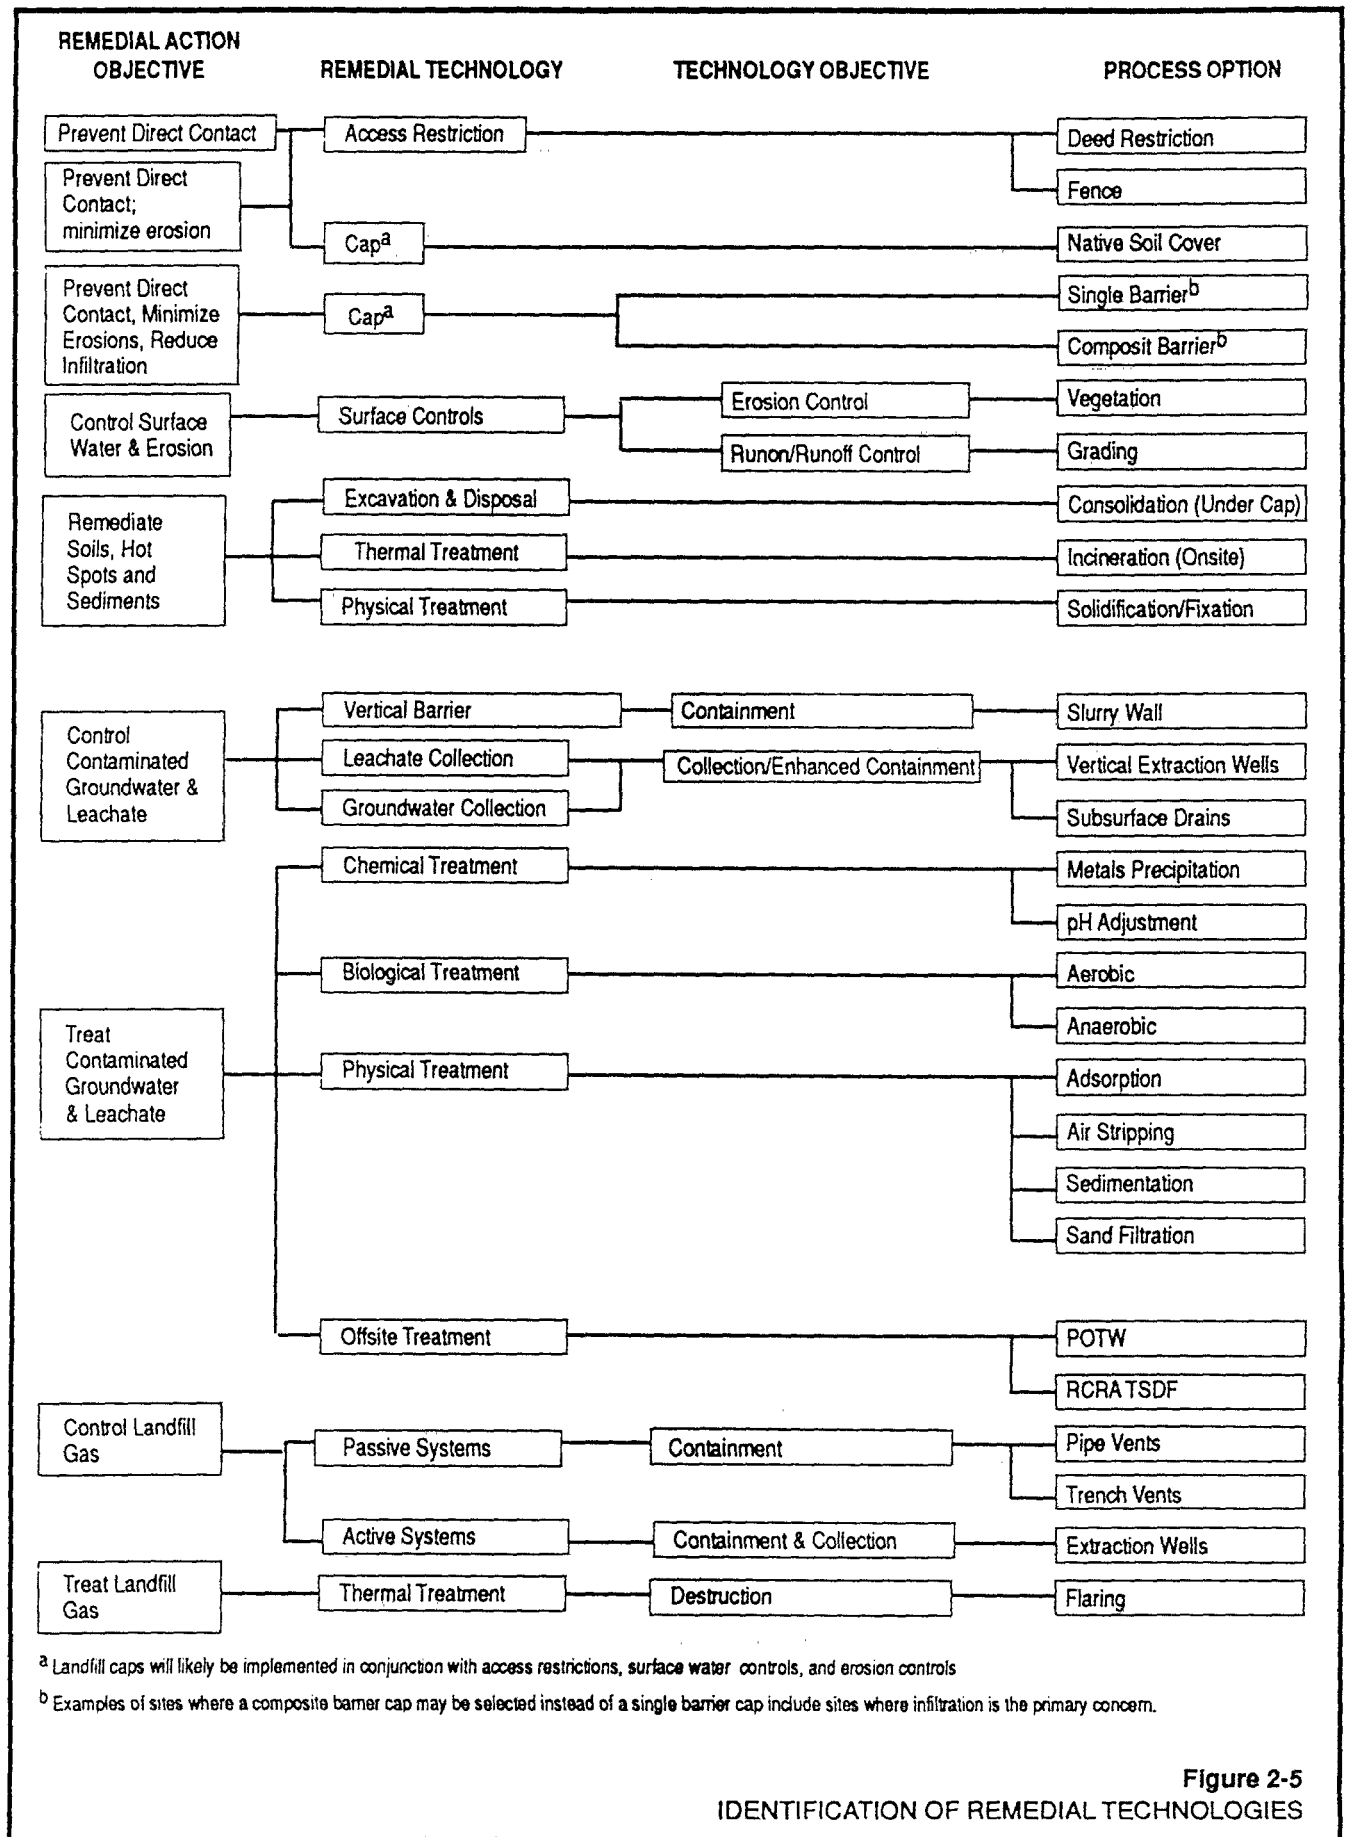 REMEDIAL ACTION
OBJECTIVE
REMEDIAL TECHNOLOGY
TECHNOLOGY OBJECTIVE
PROCESS OPTION
Prevent Direct Contact
Access Restriction
Deed Restriction
Fence
Prevent Direct
Contact;
minimize erosion
Cap^a
Native Soil Cover
Prevent Direct
Contact, Minimize
Erosions, Reduce
Infiltration
Cap^a
Single Barrier^b
Composit Barrier^b
Control Surface
Water & Erosion
Surface Controls
Erosion Control
Vegetation
Runon/Runoff Control
Grading
Remediate
Soils, Hot
Spots and
Sediments
Excavation & Disposal
Consolidation (Under Cap)
Thermal Treatment
Incineration (Onsite)
Physical Treatment
Solidification/Fixation
Control
Contaminated
Groundwater &
Leachate
Vertical Barrier
Containment
Slurry Wall
Leachate Collection
Collection/Enhanced Containment
Vertical Extraction Wells
Groundwater Collection
Subsurface Drains
Treat
Contaminated
Groundwater
& Leachate
Chemical Treatment
Metals Precipitation
pH Adjustment
Biological Treatment
Aerobic
Anaerobic
Physical Treatment
Adsorption
Air Stripping
Sedimentation
Sand Filtration
Offsite Treatment
POTW
RCRA TSDF
Control Landfill
Gas
Passive Systems
Containment
Pipe Vents
Trench Vents
Active Systems
Containment & Collection
Extraction Wells
Treat Landfill
Gas
Thermal Treatment
Destruction
Flaring
a Landfill caps will likely be implemented in conjunction with access restrictions, surface water controls, and erosion controls
b Examples of sites where a composite barrier cap may be selected instead of a single barrier cap include sites where infiltration is the primary concern.
Figure 2-5
IDENTIFICATION OF REMEDIAL TECHNOLOGIES